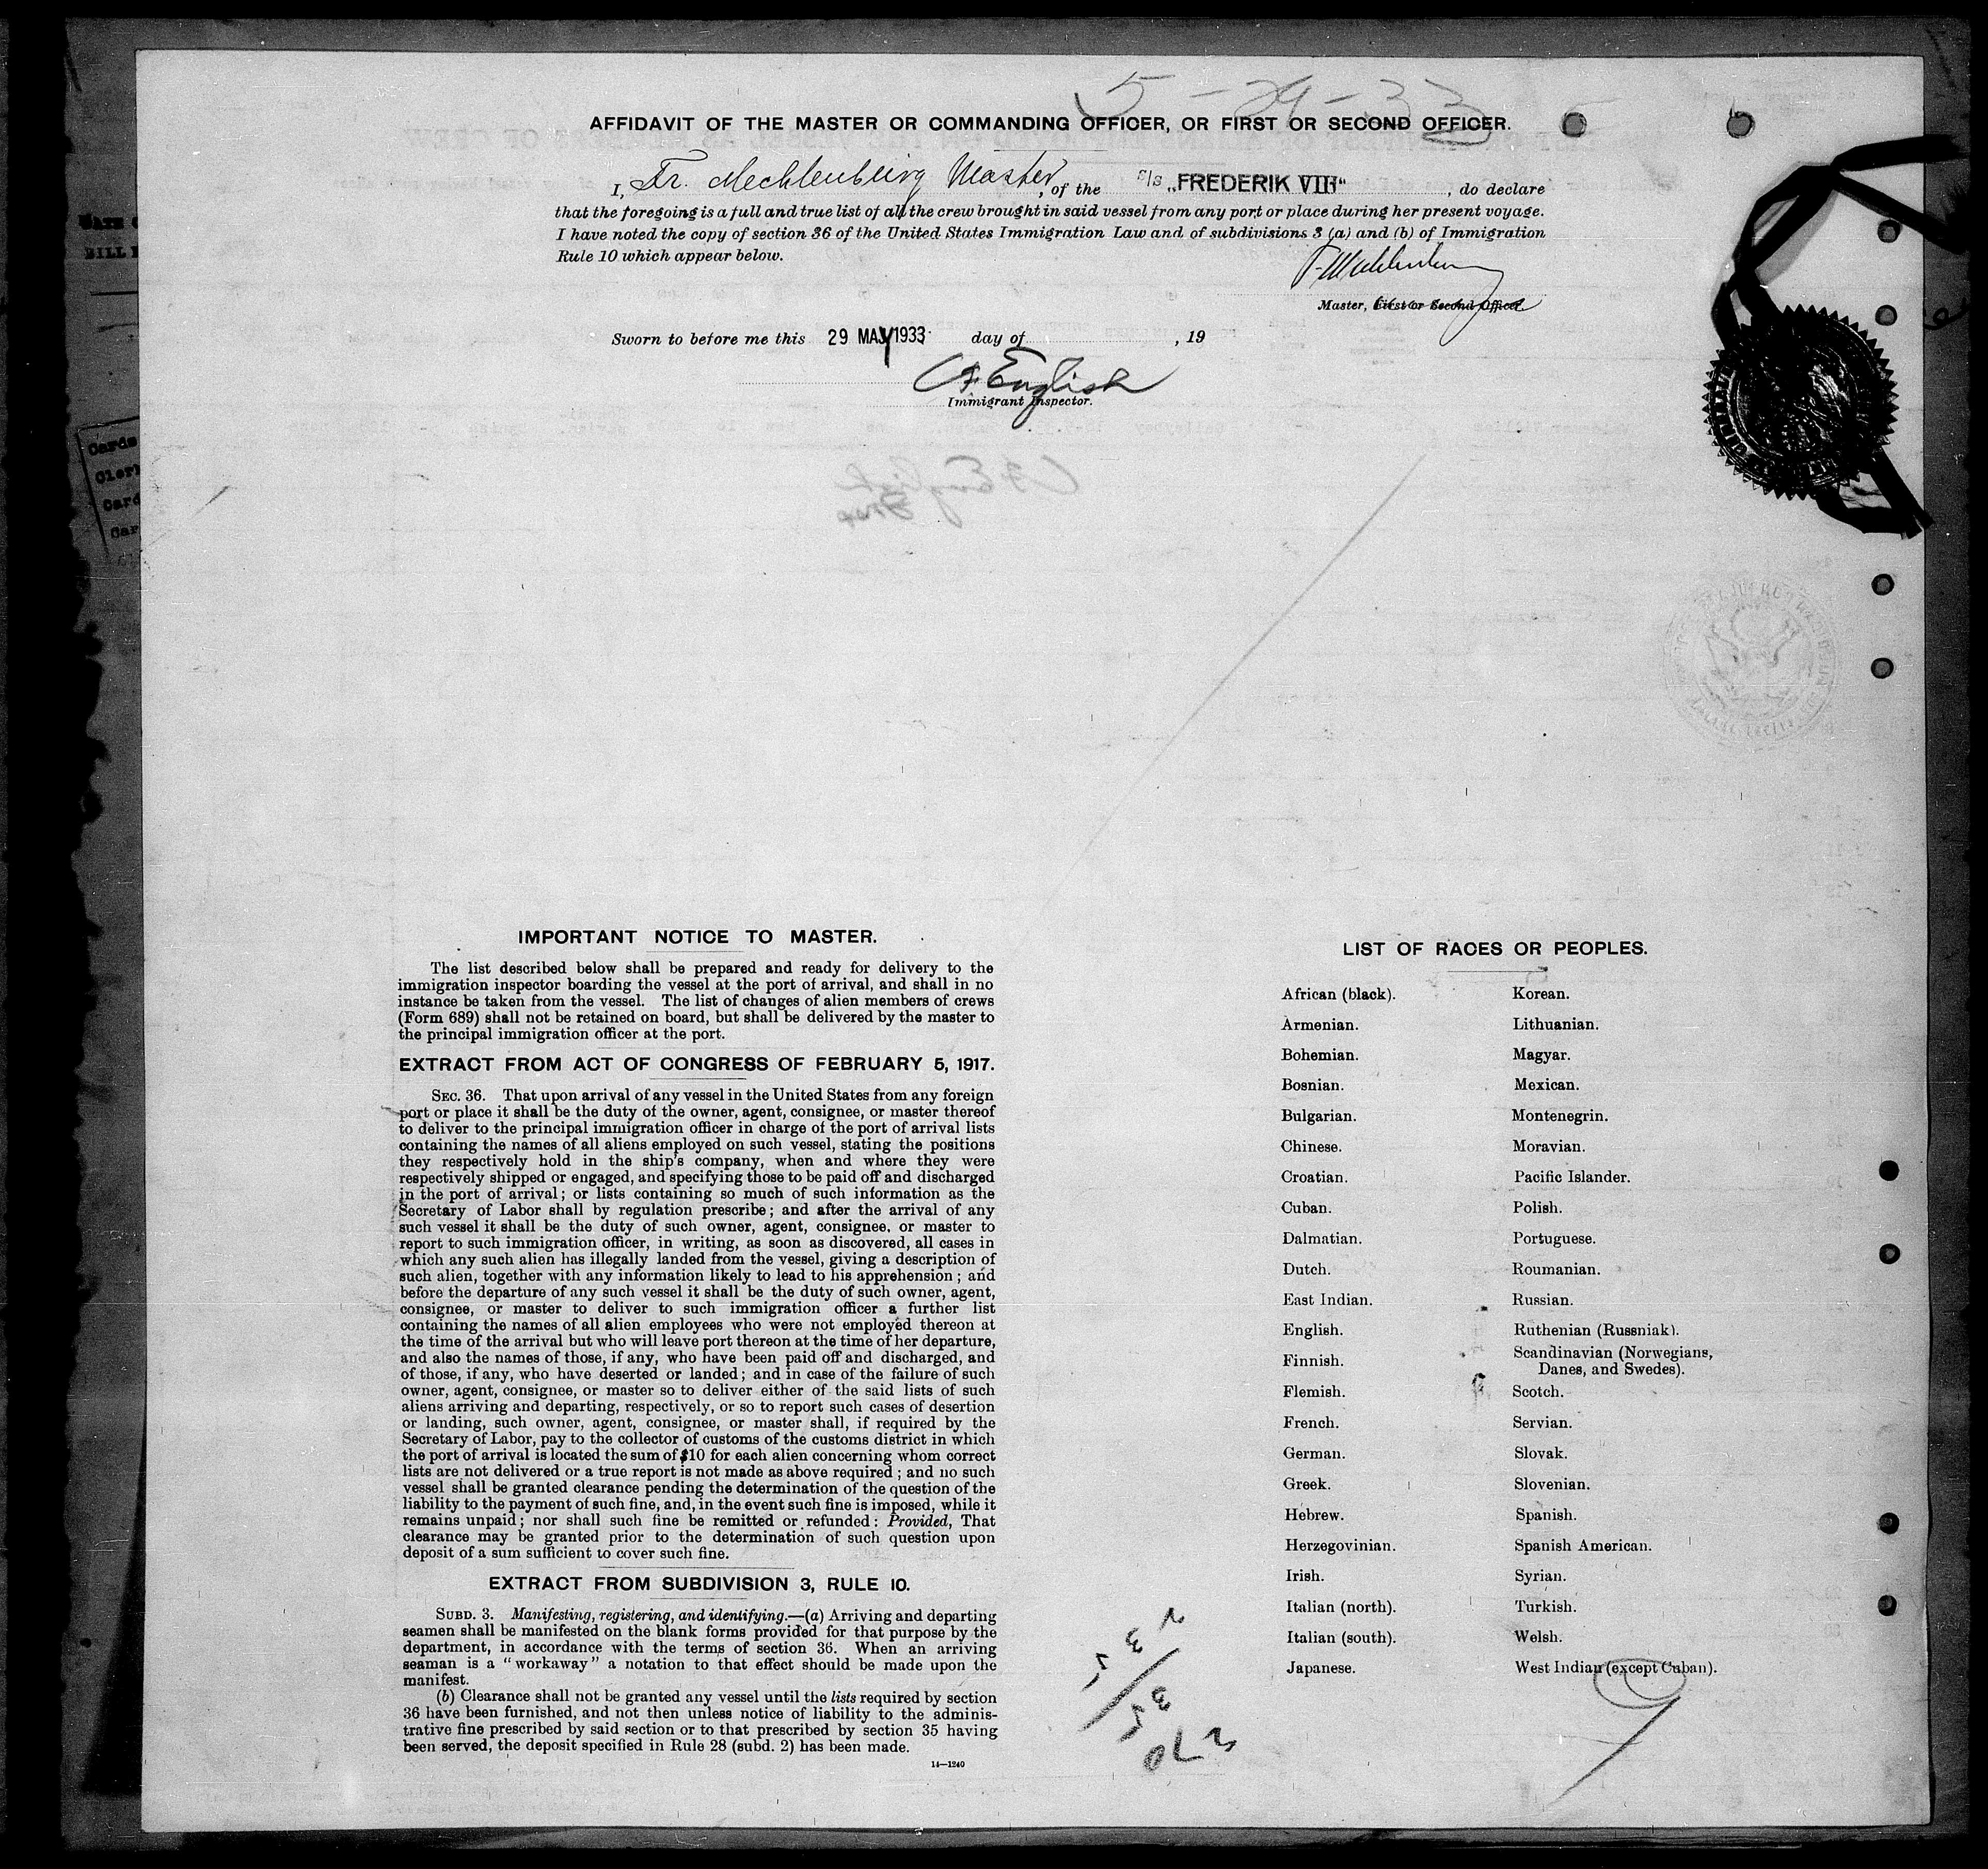 5-29-33
AFFIDAVIT OF THE MASTER OR COMMANDING OFFICER, OR FIRST OR SECOND OFFICER.
I, Fr. Mechlenburg Master, of the s/s „FREDERIK VIII“, do declare
that the foregoing is a full and true list of all the crew brought in said vessel from any port or place during her present voyage.
I have noted the copy of section 36 of the United States Immigration Law and of subdivisions 3 (a) and (b) of Immigration
Rule 10 which appear below.
Master, First or Second Officer.
Sworn to before me this 29 MAY 1933 day of , 19
English
Immigrant Inspector.
Cards
Clerk
Card
Car
BILL
IMPORTANT NOTICE TO MASTER.
The list described below shall be prepared and ready for delivery to the
immigration inspector boarding the vessel at the port of arrival, and shall in no
instance be taken from the vessel. The list of changes of alien members of crews
(Form 689) shall not be retained on board, but shall be delivered by the master to
the principal immigration officer at the port.
EXTRACT FROM ACT OF CONGRESS OF FEBRUARY 5, 1917.
SEC. 36. That upon arrival of any vessel in the United States from any foreign
port or place it shall be the duty of the owner, agent, consignee, or master thereof
to deliver to the principal immigration officer in charge of the port of arrival lists
containing the names of all aliens employed on such vessel, stating the positions
they respectively hold in the ship's company, when and where they were
respectively shipped or engaged, and specifying those to be paid off and discharged
in the port of arrival; or lists containing so much of such information as the
Secretary of Labor shall by regulation prescribe; and after the arrival of any
such vessel it shall be the duty of such owner, agent, consignee, or master to
report to such immigration officer, in writing, as soon as discovered, all cases in
which any such alien has illegally landed from the vessel, giving a description of
such alien, together with any information likely to lead to his apprehension; and
before the departure of any such vessel it shall be the duty of such owner, agent,
consignee, or master to deliver to such immigration officer a further list
containing the names of all alien employees who were not employed thereon at
the time of the arrival but who will leave port thereon at the time of her departure,
and also the names of those, if any, who have been paid off and discharged, and
of those, if any, who have deserted or landed; and in case of the failure of such
owner, agent, consignee, or master so to deliver either of the said lists of such
aliens arriving and departing, respectively, or so to report such cases of desertion
or landing, such owner, agent, consignee, or master shall, if required by the
Secretary of Labor, pay to the collector of customs of the customs district in which
the port of arrival is located the sum of $10 for each alien concerning whom correct
lists are not delivered or a true report is not made as above required; and no such
vessel shall be granted clearance pending the determination of the question of the
liability to the payment of such fine, and, in the event such fine is imposed, while it
remains unpaid; nor shall such fine be remitted or refunded: Provided, That
clearance may be granted prior to the determination of such question upon
deposit of a sum sufficient to cover such fine.
EXTRACT FROM SUBDIVISION 3, RULE 10.
SUBD. 3. Manifesting, registering, and identifying.—(a) Arriving and departing
seamen shall be manifested on the blank forms provided for that purpose by the
department, in accordance with the terms of section 36. When an arriving
seaman is a "workaway" a notation to that effect should be made upon the
manifest.
(b) Clearance shall not be granted any vessel until the lists required by section
36 have been furnished, and not then unless notice of liability to the adminis-
trative fine prescribed by said section or to that prescribed by section 35 having
been served, the deposit specified in Rule 28 (subd. 2) has been made.
14—1240
LIST OF RACES OR PEOPLES.
African (black).
Armenian.
Bohemian.
Bosnian.
Bulgarian.
Chinese.
Croatian.
Cuban.
Dalmatian.
Dutch.
East Indian.
English.
Finnish.
Flemish.
French.
German.
Greek.
Hebrew.
Herzegovinian.
Irish.
Italian (north).
Italian (south).
Japanese.
Korean.
Lithuanian.
Magyar.
Mexican.
Montenegrin.
Moravian.
Pacific Islander.
Polish.
Portuguese.
Roumanian.
Russian.
Ruthenian (Russniak).
Scandinavian (Norwegians,
Danes, and Swedes).
Scotch.
Servian.
Slovak.
Slovenian.
Spanish.
Spanish American.
Syrian.
Turkish.
Welsh.
West Indian (except Cuban).
9